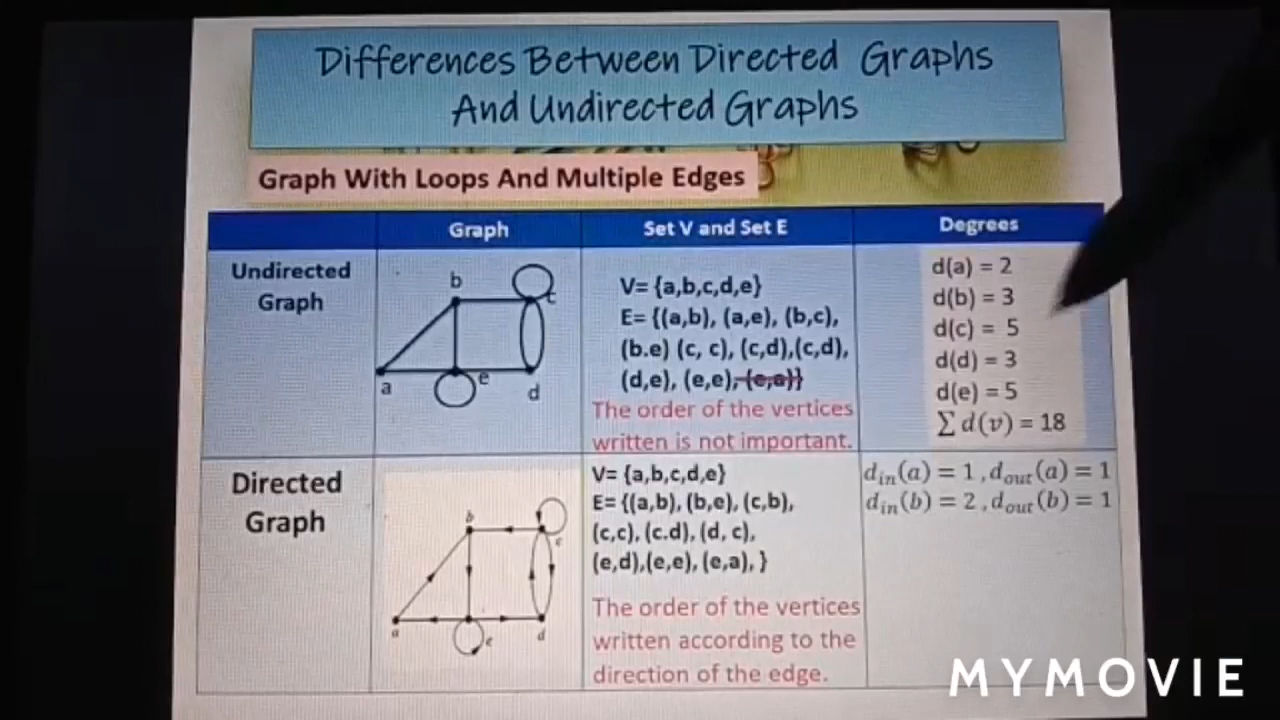 Differences Between Directed Graphs
And Undirected Graphs
Graph With Loops And Multiple Edges
Graph
Set V and Set E
Degrees
Undirected
Graph
b
c
a
e
d
V= {a,b,c,d,e}
E= {(a,b), (a,e), (b,c),
(b.e) (c, c), (c,d),(c,d),
(d,e), (e,e), (e,e)}
The order of the vertices
written is not important.
d(a) = 2
d(b) = 3
d(c) = 5
d(d) = 3
d(e) = 5
∑ d(v) = 18
Directed
Graph
b
c
a
e
d
V= {a,b,c,d,e}
E= {(a,b), (b,e), (c,b),
(c,c), (c.d), (d, c),
(e,d),(e,e), (e,a), }
The order of the vertices
written according to the
direction of the edge.
d_in(a) = 1 , d_out(a) = 1
d_in(b) = 2 , d_out(b) = 1
MYMOVIE